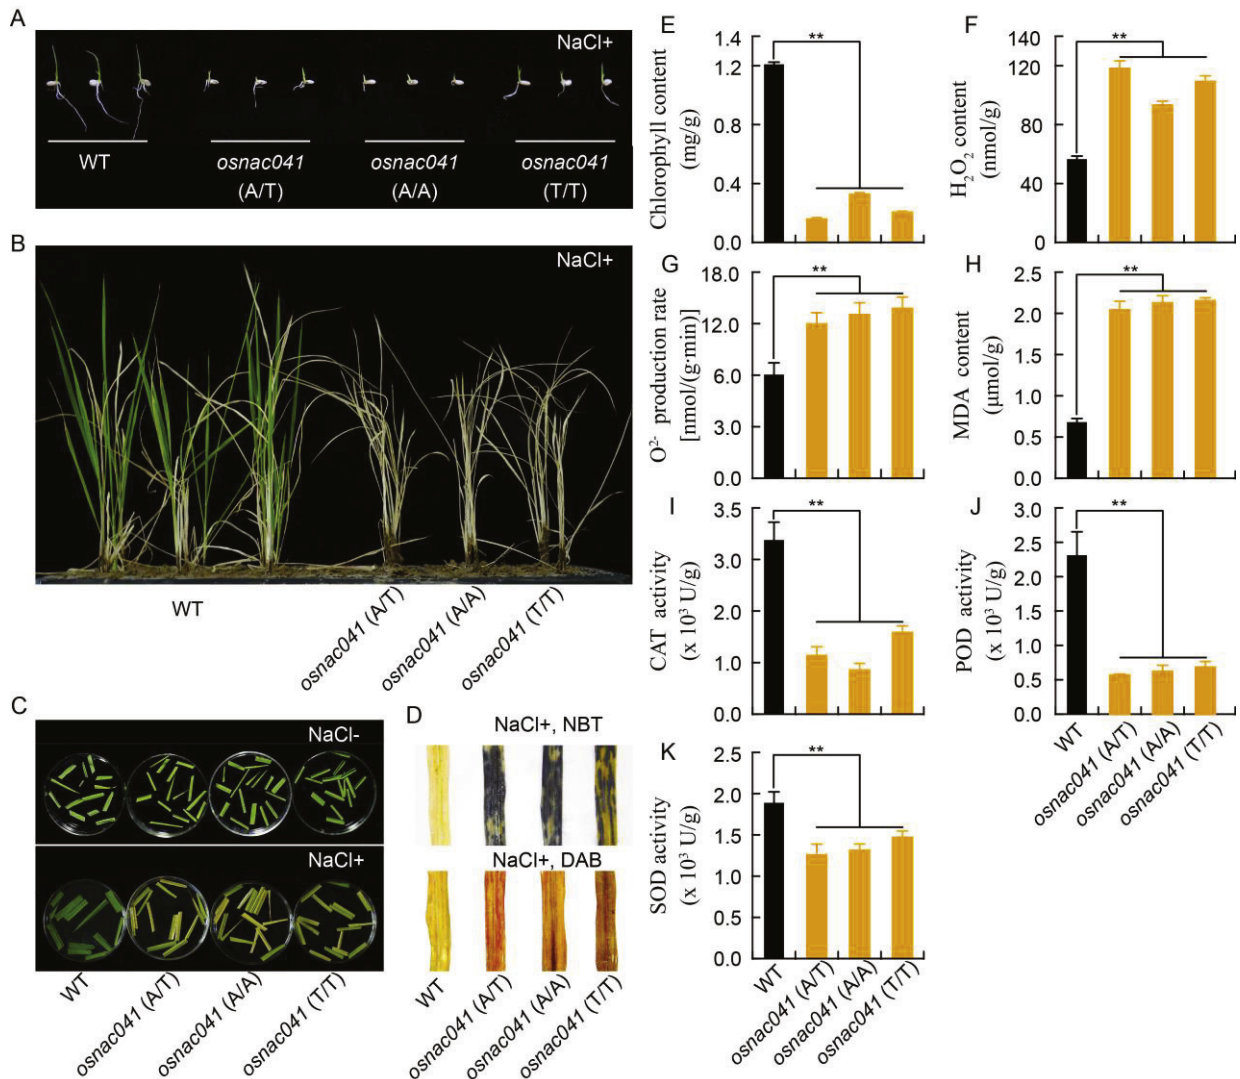 A
NaCl+
WT
osnac041
(A/T)
osnac041
(A/A)
osnac041
(T/T)
B
NaCl+
WT
osnac041 (A/T)
osnac041 (A/A)
osnac041 (T/T)
C
NaCl-
NaCl+
WT
osnac041 (A/T)
osnac041 (A/A)
osnac041 (T/T)
D
NaCl+, NBT
NaCl+, DAB
WT
osnac041 (A/T)
osnac041 (A/A)
osnac041 (T/T)
E
Chlorophyll content
(mg/g)
1.4
1.2
0.8
0.4
0.0
**
F
H₂O₂ content
(nmol/g)
140
120
80
40
0
**
G
O²⁻ production rate
[nmol/(g·min)]
18.0
12.0
6.0
3.0
0.0
**
H
MDA content
(μmol/g)
2.5
2.0
1.5
1.0
0.5
0.0
**
I
CAT activity
(x 10³ U/g)
3.5
3.0
2.0
1.0
0.0
**
J
POD activity
(x 10³ U/g)
3.0
2.5
2.0
1.5
1.0
0.5
0.0
**
WT
osnac041 (A/T)
osnac041 (A/A)
osnac041 (T/T)
K
SOD activity
(x 10³ U/g)
2.5
2.0
1.5
1.0
0.5
0.0
**
WT
osnac041 (A/T)
osnac041 (A/A)
osnac041 (T/T)